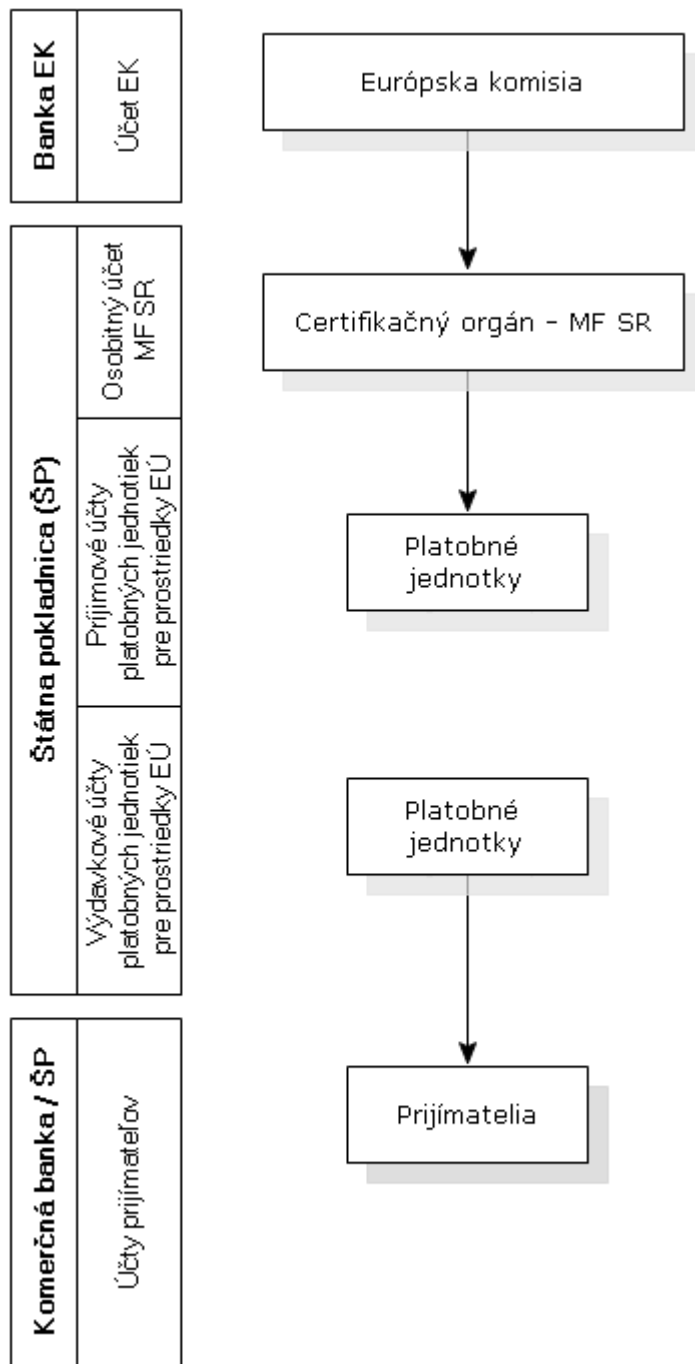 Banka EK
Účet EK
Európska komisia
Štátna pokladnica (ŠP)
Osobitný účet
MF SR
Certifikačný orgán – MF SR
Príjmové účty
platobných jednotiek
pre prostriedky EÚ
Platobné
jednotky
Výdavkové účty
platobných jednotiek
pre prostriedky EÚ
Platobné
jednotky
Komerčná banka / ŠP
Účty prijímateľov
Prijímatelia